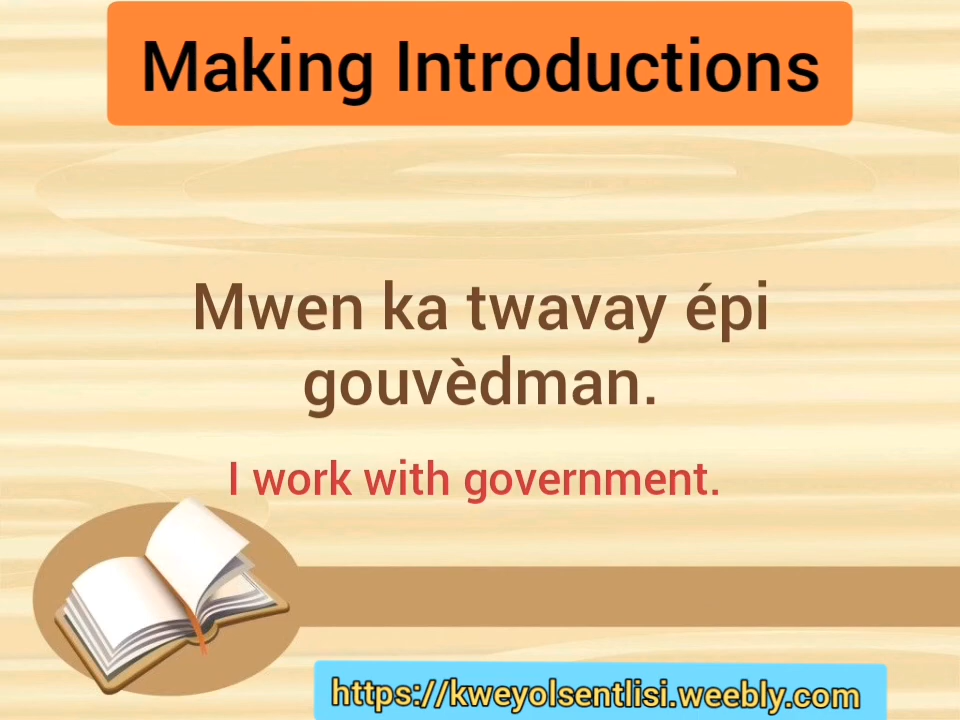 Making Introductions
Mwen ka twavay épi
gouvèdman.
I work with government.
https://kweyolsentlisi.weebly.com